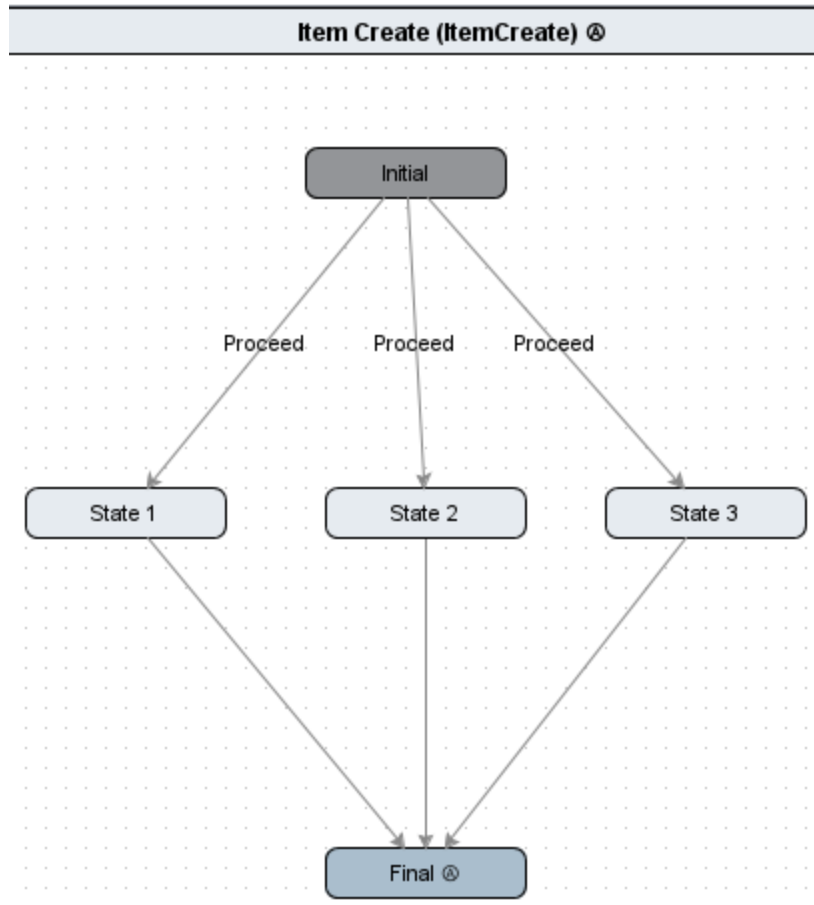 Item Create (ItemCreate) Ⓐ
Initial
Proceed Proceed Proceed
State 1 State 2 State 3
Final Ⓐ